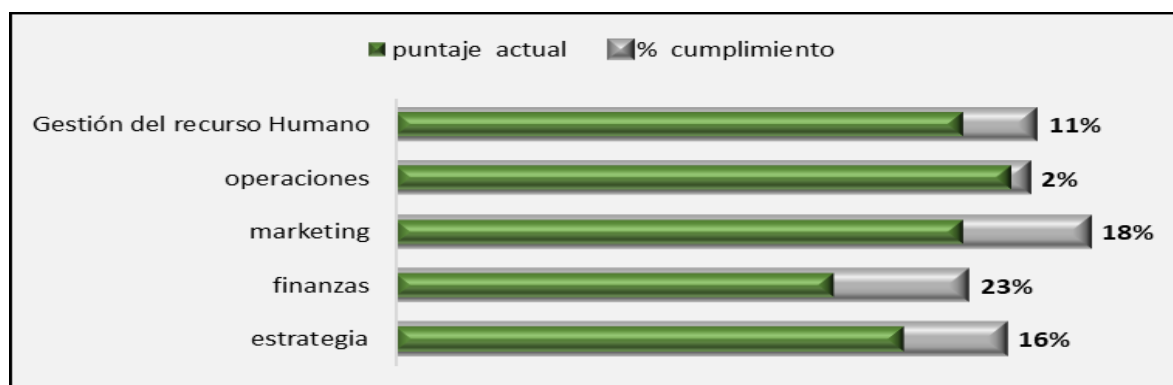 puntaje actual % cumplimiento
Gestión del recurso Humano 11%
operaciones 2%
marketing 18%
finanzas 23%
estrategia 16%